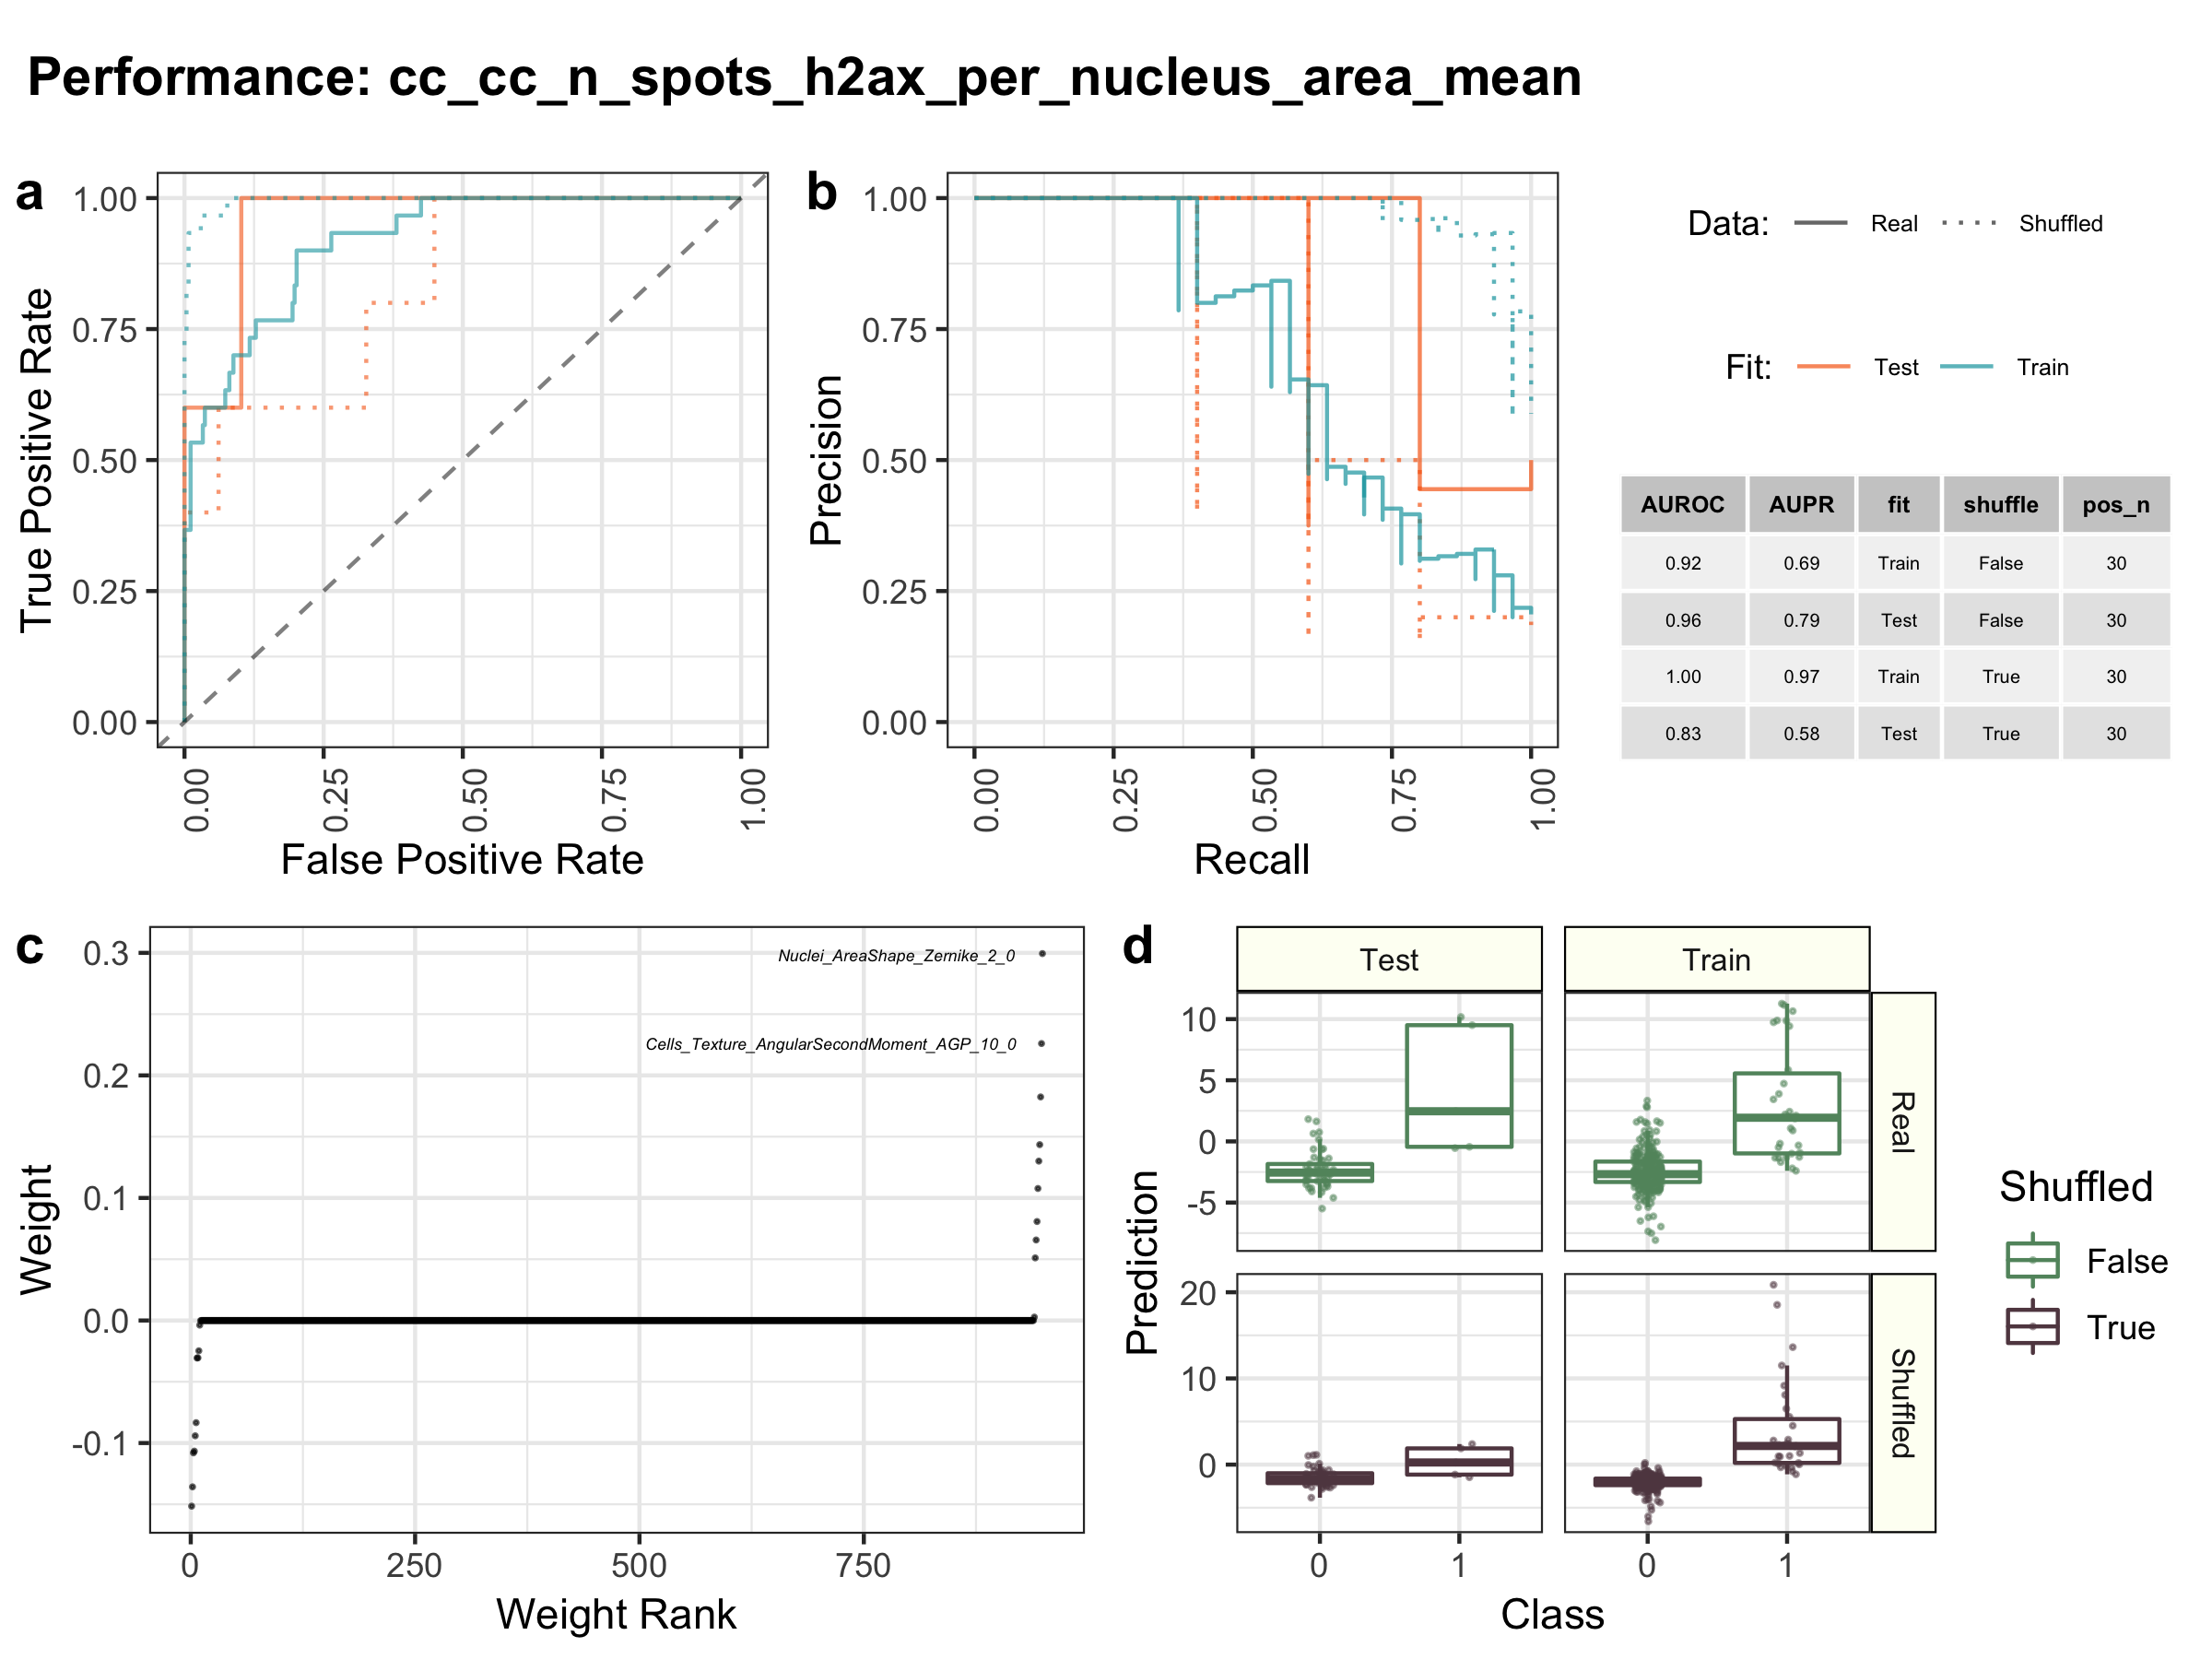 Performance: cc_cc_n_spots_h2ax_per_nucleus_area_mean
a
1.00
0.75
0.50
0.25
0.00
True Positive Rate
0.00
0.25
0.50
0.75
1.00
False Positive Rate
b
1.00
0.75
0.50
0.25
0.00
Precision
0.00
0.25
0.50
0.75
1.00
Recall
Data: Real Shuffled
Fit: Test Train
AUROC AUPR fit shuffle pos_n
0.92 0.69 Train False 30
0.96 0.79 Test False 30
1.00 0.97 Train True 30
0.83 0.58 Test True 30
c
0.3
0.2
0.1
0.0
-0.1
Weight
Nuclei_AreaShape_Zernike_2_0
Cells_Texture_AngularSecondMoment_AGP_10_0
0
250
500
750
Weight Rank
d
Test
Train
10
5
0
-5
Real
20
10
0
Shuffled
Prediction
0
1
0
1
Class
Shuffled
False
True